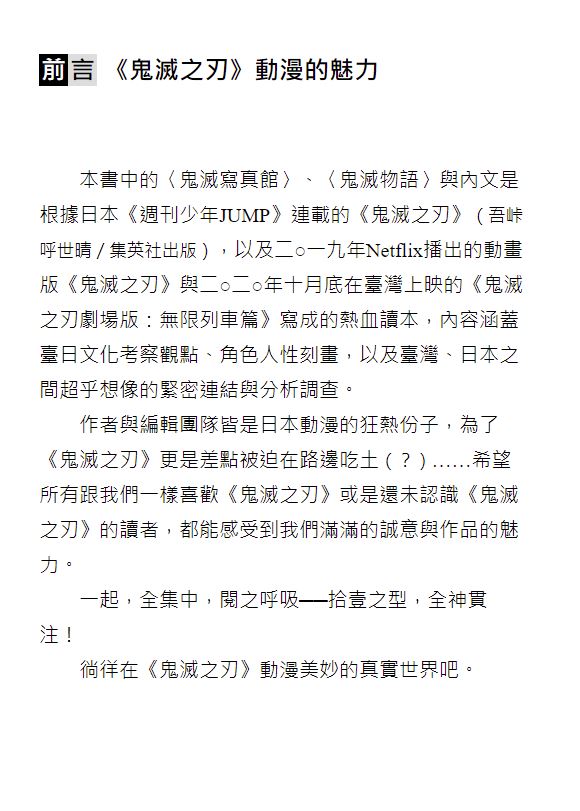 前言 《鬼滅之刃》動漫的魅力
本書中的〈鬼滅寫真館〉、〈鬼滅物語〉與內文是
根據日本《週刊少年JUMP》連載的《鬼滅之刃》（吾峠
呼世晴／集英社出版），以及二○一九年Netflix播出的動畫
版《鬼滅之刃》與二○二○年十月底在臺灣上映的《鬼滅
之刃劇場版：無限列車篇》寫成的熱血讀本，內容涵蓋
臺日文化考察觀點、角色人性刻畫，以及臺灣、日本之
間超乎想像的緊密連結與分析調查。
作者與編輯團隊皆是日本動漫的狂熱份子，為了
《鬼滅之刃》更是差點被迫在路邊吃土（？）……希望
所有跟我們一樣喜歡《鬼滅之刃》或是還未認識《鬼滅
之刃》的讀者，都能感受到我們滿滿的誠意與作品的魅
力。
一起，全集中，閱之呼吸──拾壹之型，全神貫
注！
徜徉在《鬼滅之刃》動漫美妙的真實世界吧。